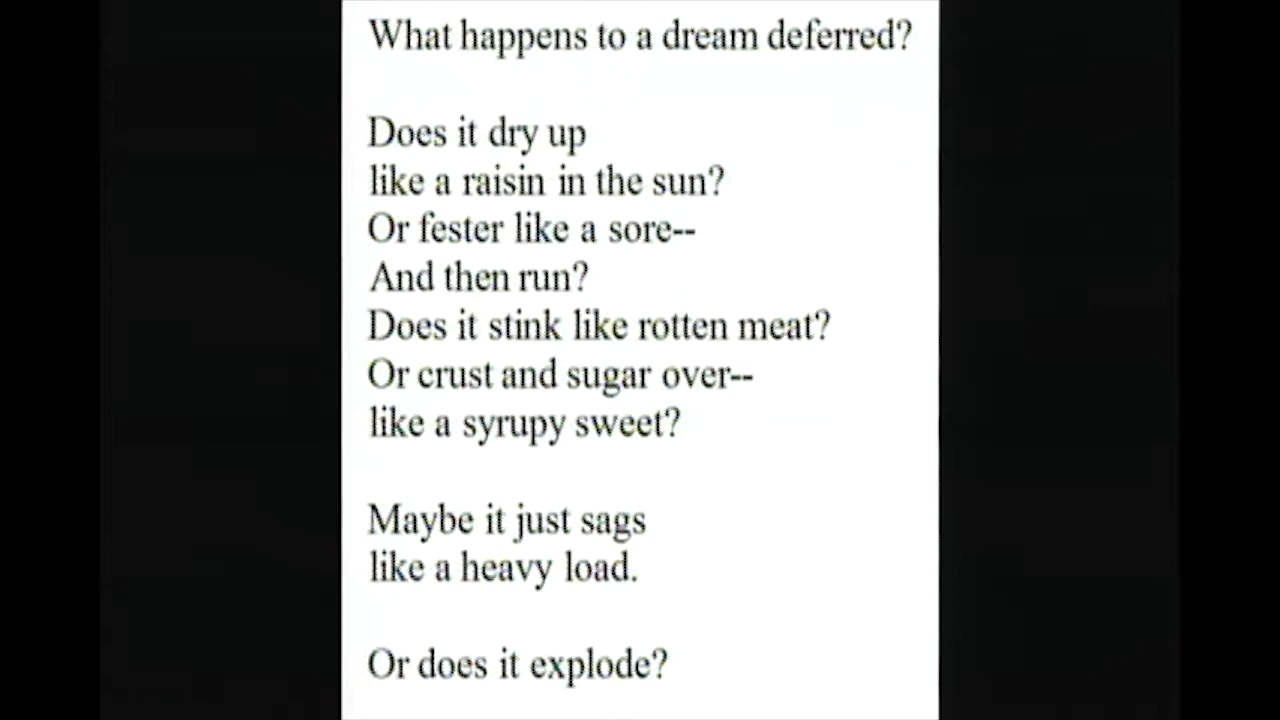 What happens to a dream deferred?
Does it dry up
like a raisin in the sun?
Or fester like a sore--
And then run?
Does it stink like rotten meat?
Or crust and sugar over--
like a syrupy sweet?
Maybe it just sags
like a heavy load.
Or does it explode?